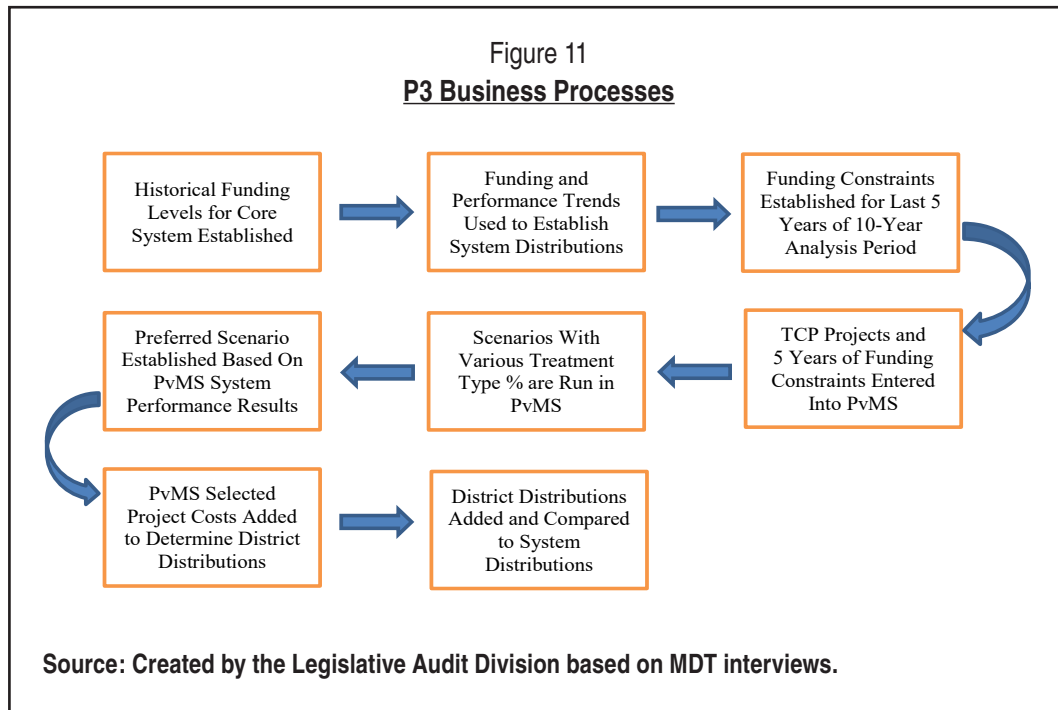 Figure 11
P3 Business Processes
Historical Funding
Levels for Core
System Established
Funding and
Performance Trends
Used to Establish
System Distributions
Funding Constraints
Established for Last 5
Years of 10-Year
Analysis Period
TCP Projects and
5 Years of Funding
Constraints Entered
Into PvMS
Scenarios With
Various Treatment
Type % are Run in
PvMS
Preferred Scenario
Established Based On
PvMS System
Performance Results
PvMS Selected
Project Costs Added
to Determine District
Distributions
District Distributions
Added and Compared
to System
Distributions
Source: Created by the Legislative Audit Division based on MDT interviews.